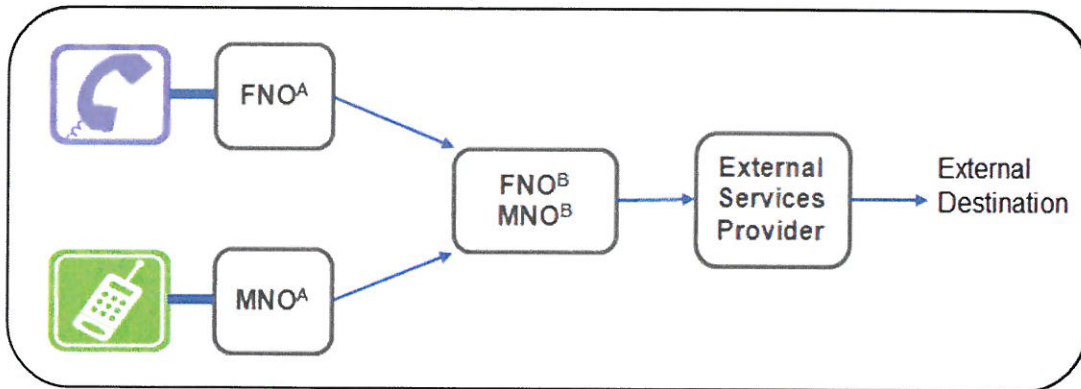 FNOᴬ
MNOᴬ
FNOᴮ
MNOᴮ
External
Services
Provider
External
Destination